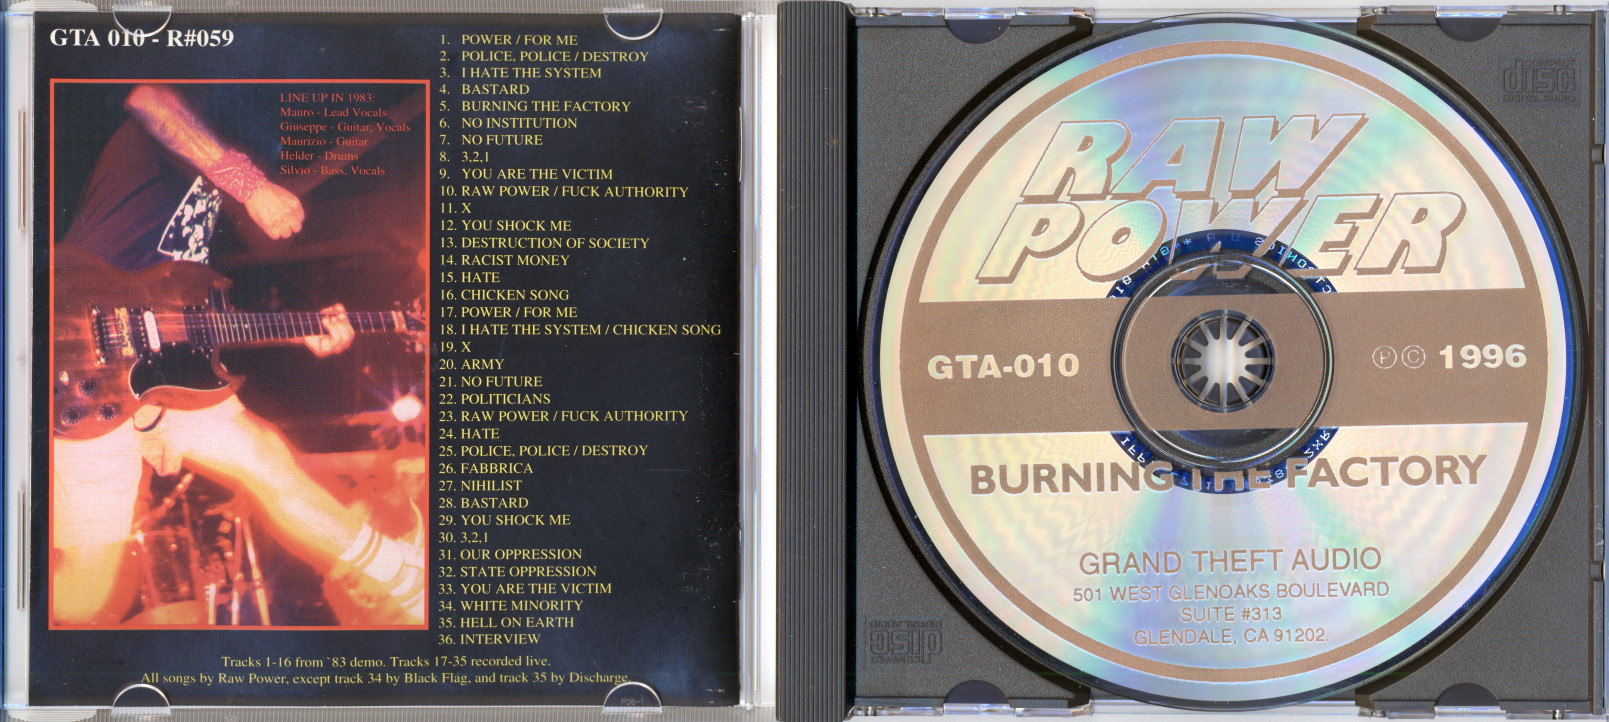 GTA 010 - R#059
LINE UP IN 1983:
Mauro - Lead Vocals
Giuseppe - Guitar, Vocals
Maurizio - Guitar
Helder - Drums
Silvio - Bass, Vocals
1. POWER / FOR ME
2. POLICE, POLICE / DESTROY
3. I HATE THE SYSTEM
4. BASTARD
5. BURNING THE FACTORY
6. NO INSTITUTION
7. NO FUTURE
8. 3,2,1
9. YOU ARE THE VICTIM
10. RAW POWER / FUCK AUTHORITY
11. X
12. YOU SHOCK ME
13. DESTRUCTION OF SOCIETY
14. RACIST MONEY
15. HATE
16. CHICKEN SONG
17. POWER / FOR ME
18. I HATE THE SYSTEM / CHICKEN SONG
19. X
20. ARMY
21. NO FUTURE
22. POLITICIANS
23. RAW POWER / FUCK AUTHORITY
24. HATE
25. POLICE, POLICE / DESTROY
26. FABBRICA
27. NIHILIST
28. BASTARD
29. YOU SHOCK ME
30. 3,2,1
31. OUR OPPRESSION
32. STATE OPPRESSION
33. YOU ARE THE VICTIM
34. WHITE MINORITY
35. HELL ON EARTH
36. INTERVIEW
Tracks 1-16 from `83 demo. Tracks 17-35 recorded live.
All songs by Raw Power, except track 34 by Black Flag, and track 35 by Discharge.
COMPACT
disc
DIGITAL AUDIO
RAW
POWER
GTA-010
Ⓟ © 1996
BURNING THE FACTORY
GRAND THEFT AUDIO
501 WEST GLENOAKS BOULEVARD
SUITE #313
GLENDALE, CA 91202.
COMPACT
disc
DIGITAL AUDIO